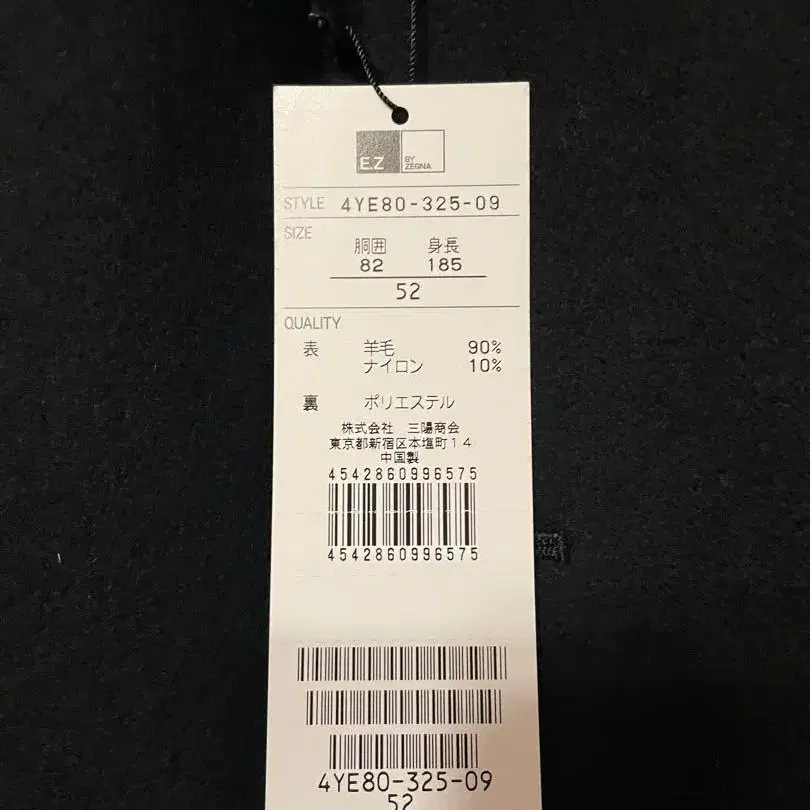 E.Z BY ZEGNA
STYLE 4YE80-325-09
SIZE
胴囲 身長
82 185
52
QUALITY
表 羊毛 90%
ナイロン 10%
裏 ポリエステル
株式会社 三陽商会
東京都新宿区本塩町14
中国製
4542860996575
4542860996575
4YE80-325-09
52